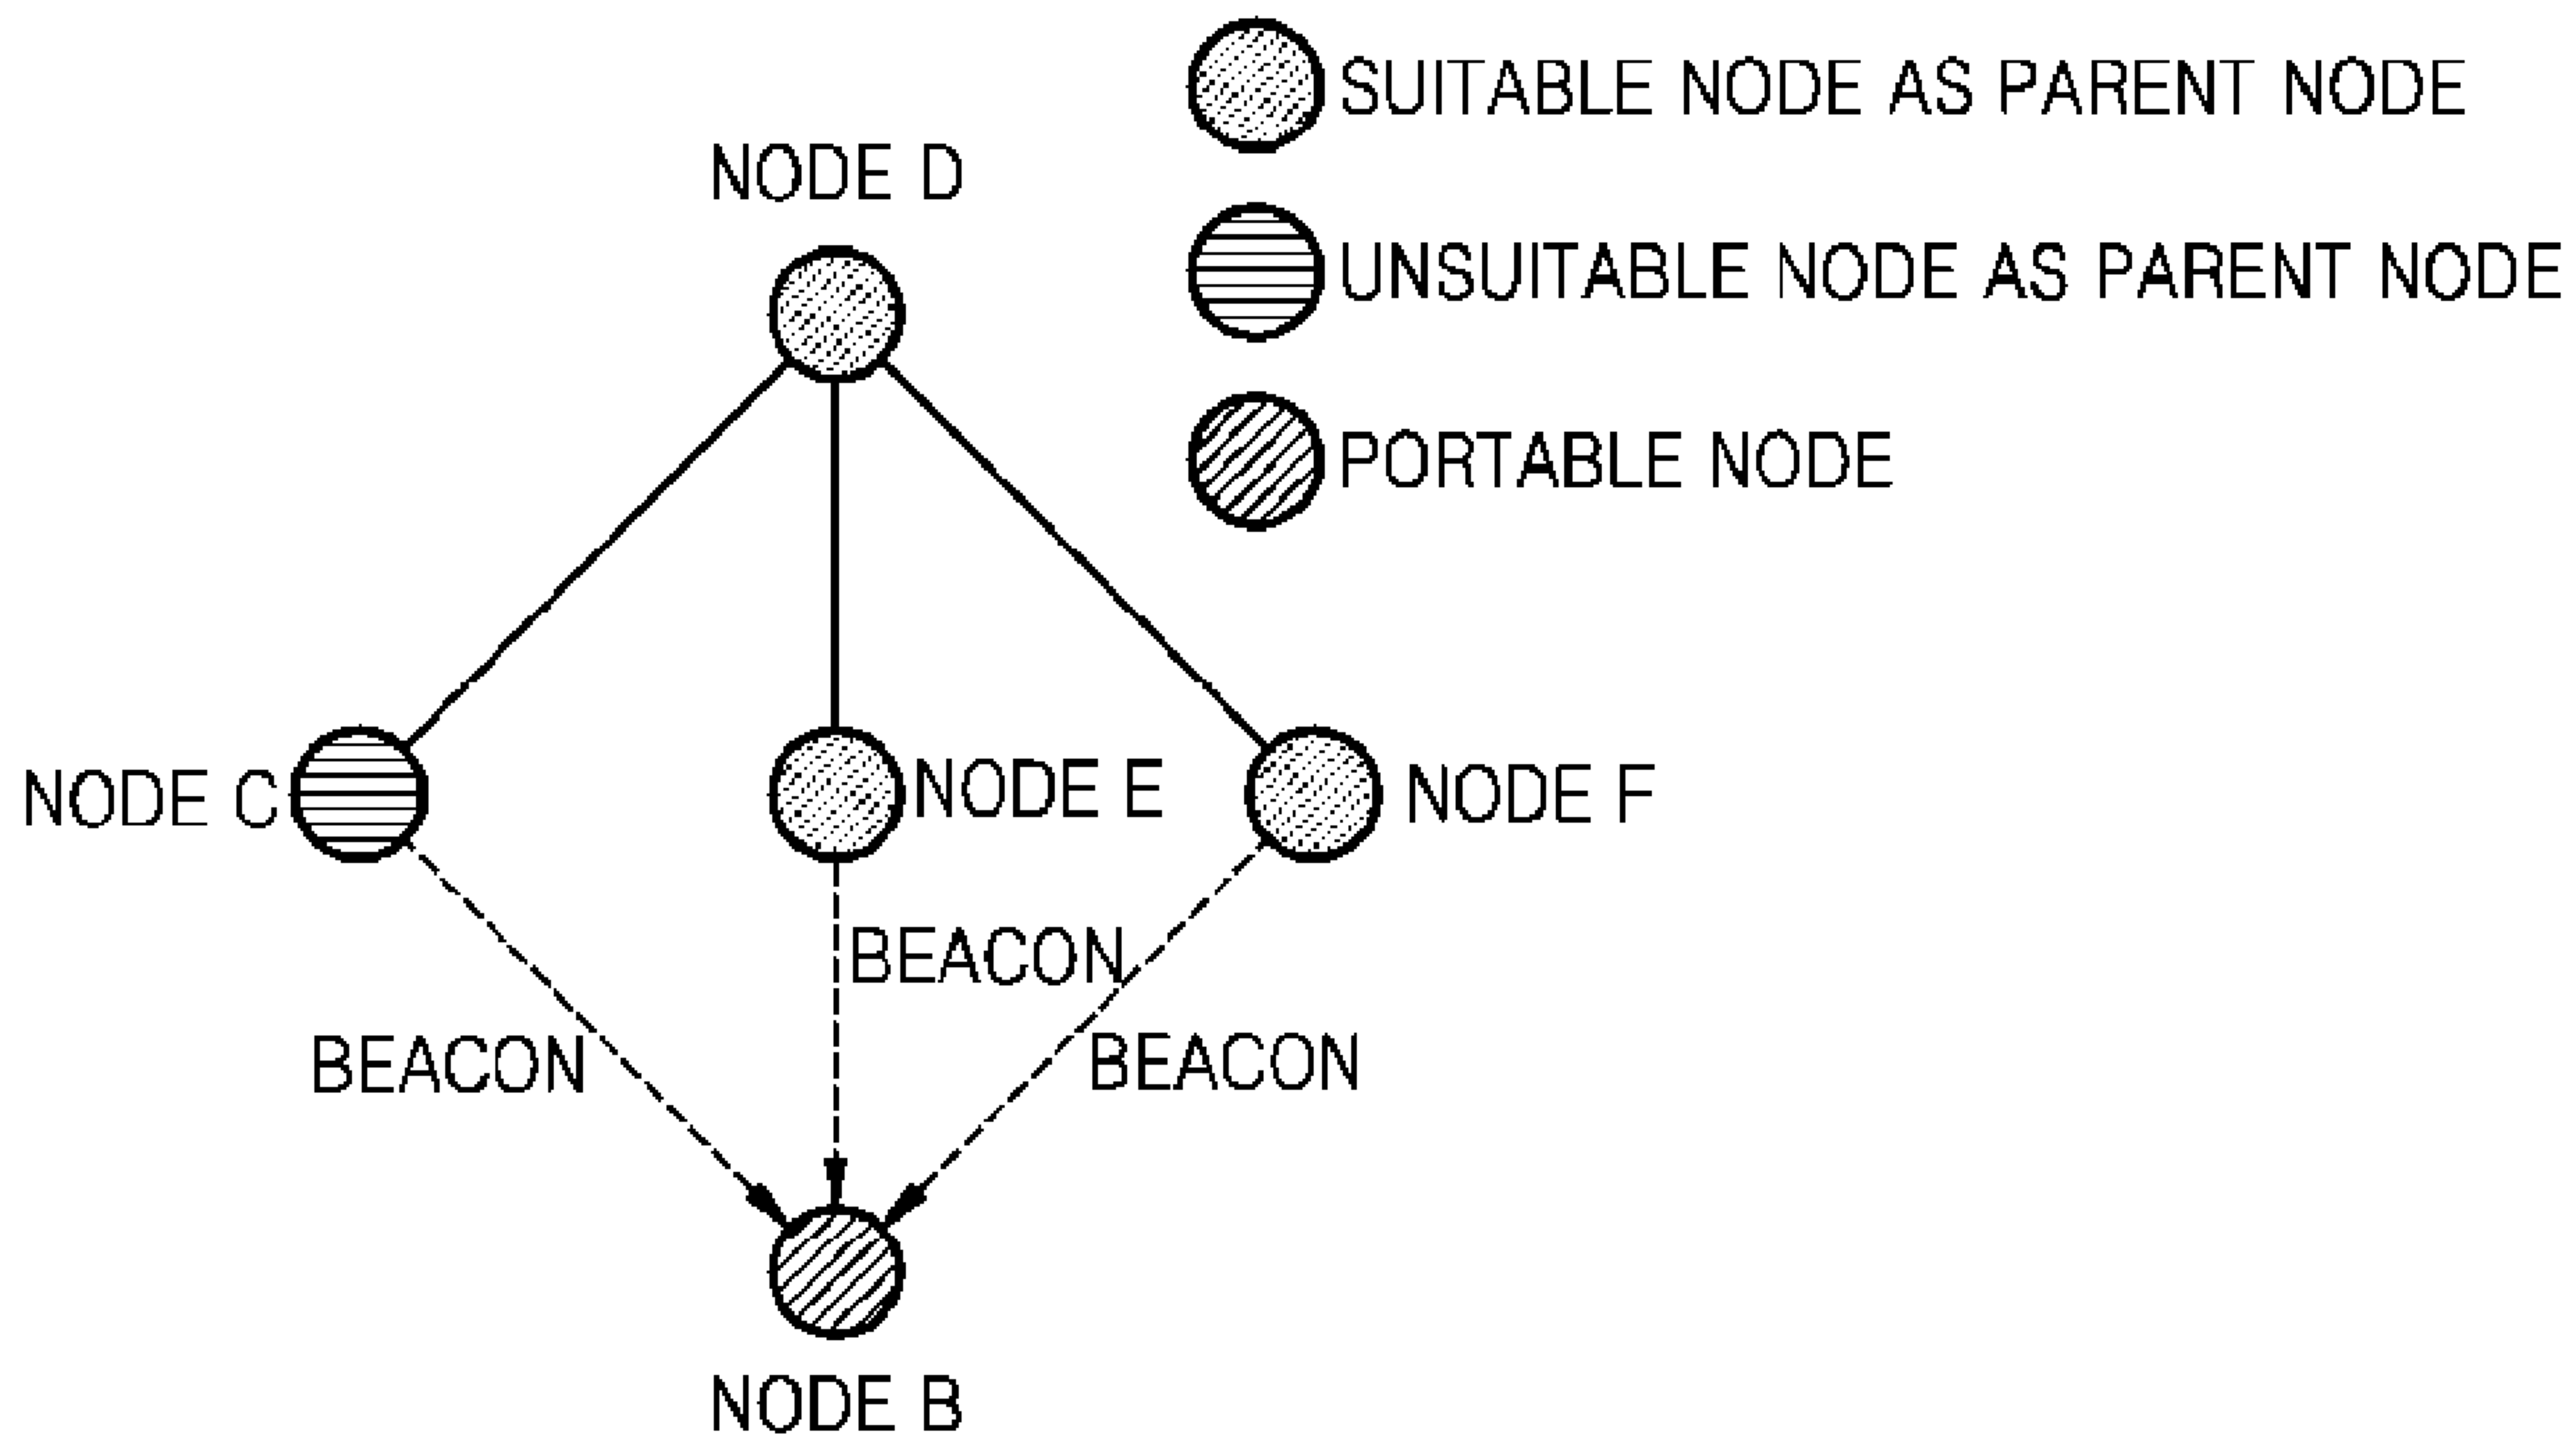 SUITABLE NODE AS PARENT NODE
NODE D
UNSUITABLE NODE AS PARENT NODE
PORTABLE NODE
NODE C
NODE E
NODE F
BEACON
BEACON
BEACON
NODE B